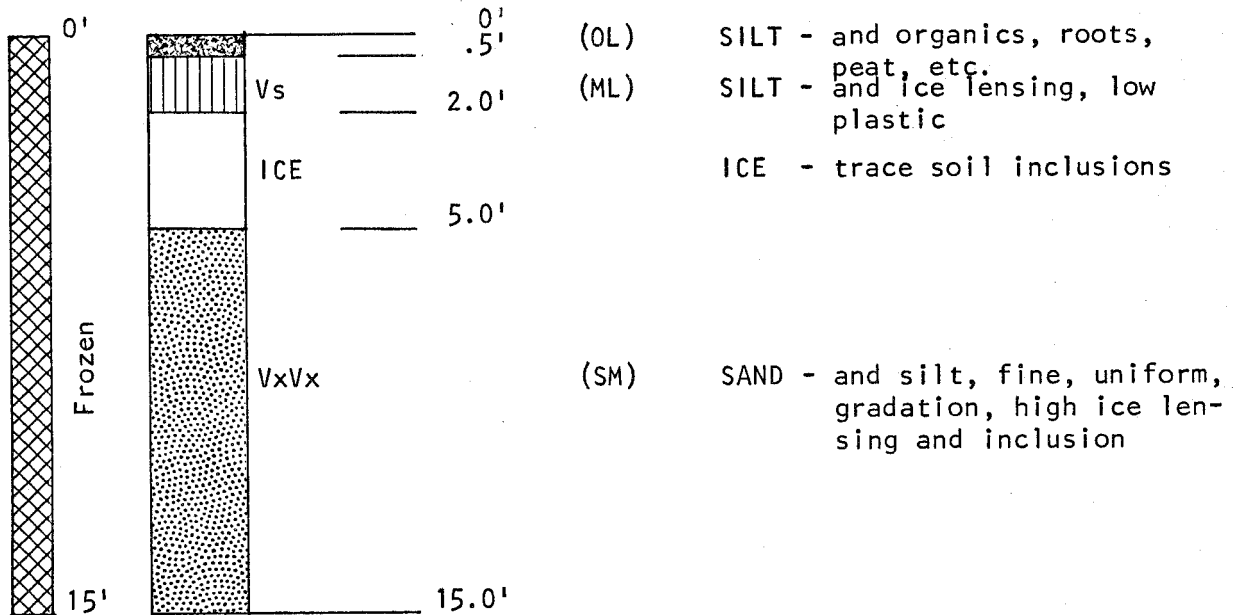 0' 0' (OL) SILT - and organics, roots,
.5' peat, etc.
Vs (ML) SILT - and ice lensing, low
2.0' plastic
ICE ICE - trace soil inclusions
5.0'
Frozen
VxVx (SM) SAND - and silt, fine, uniform,
gradation, high ice len-
sing and inclusion
15' 15.0'